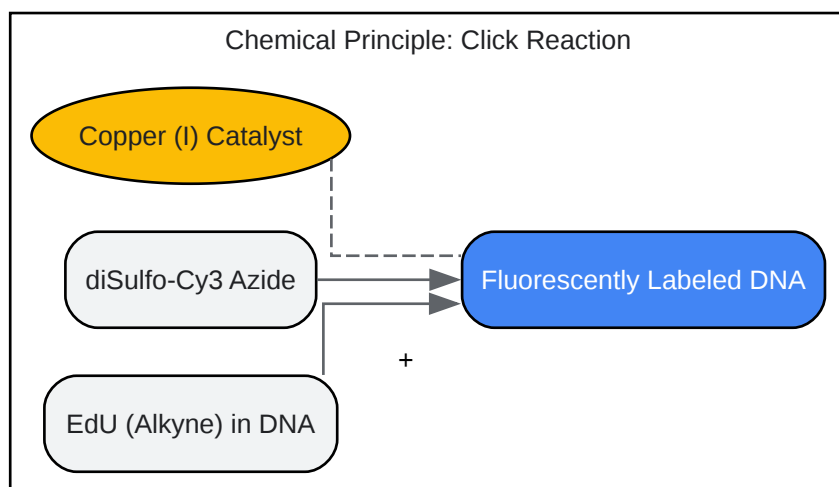 Chemical Principle: Click Reaction
Copper (I) Catalyst
diSulfo-Cy3 Azide
Fluorescently Labeled DNA
+
EdU (Alkyne) in DNA